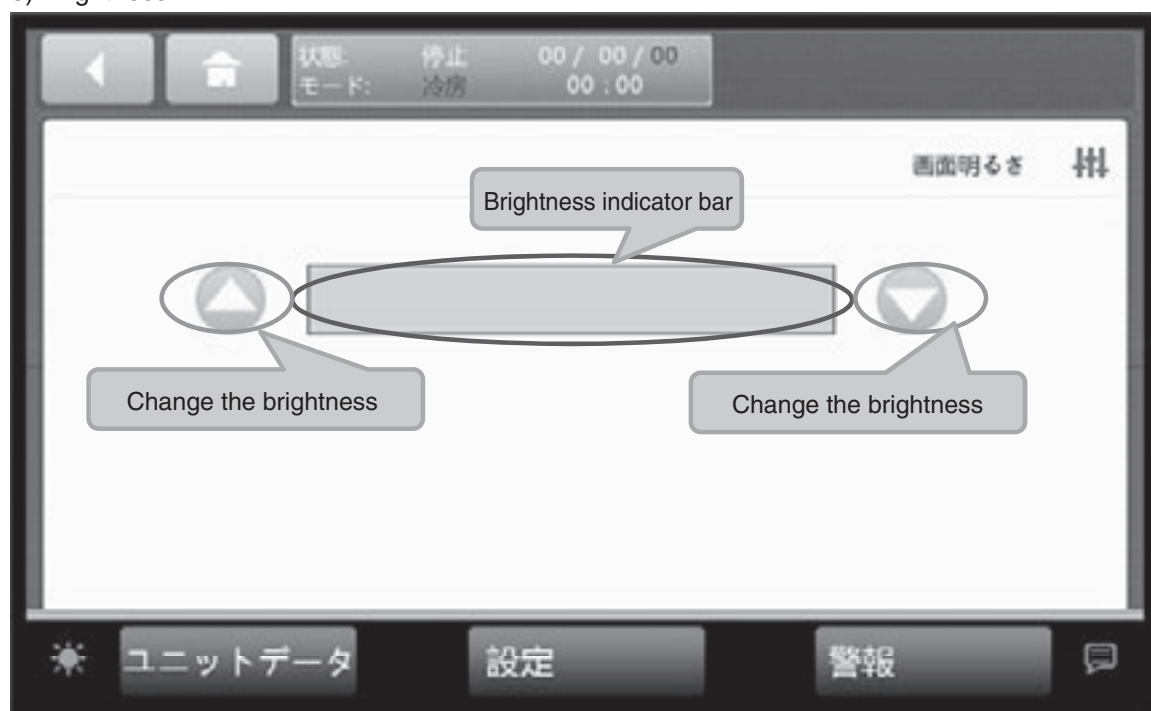 状態: 停止 00 / 00 / 00
モード: 冷房 00 : 00
画面明るぎ
Brightness indicator bar
Change the brightness
Change the brightness
ユニットデータ
設定
警報